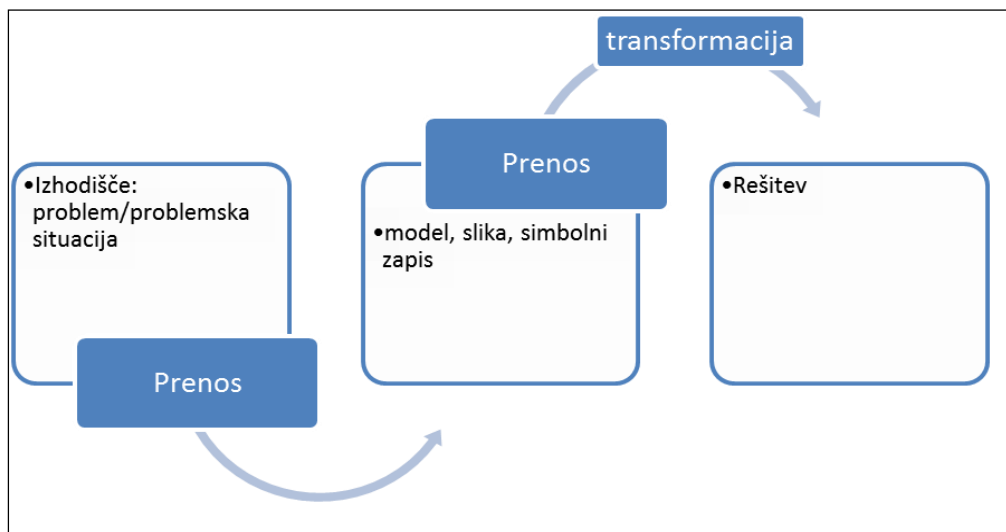 transformacija
•Izhodišče:
problem/problemska
situacija
Prenos
Prenos
•model, slika, simbolni
zapis
•Rešitev